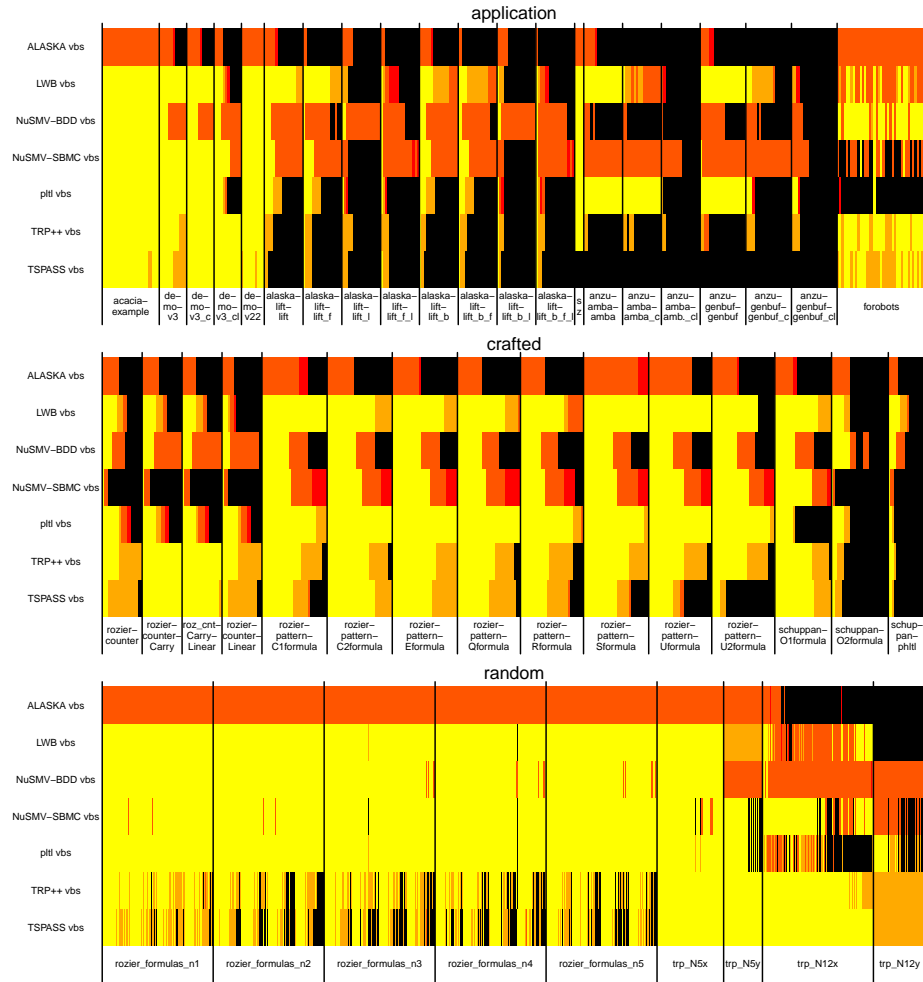 application
ALASKA vbs
LWB vbs
NuSMV−BDD vbs
NuSMV−SBMC vbs
pltl vbs
TRP++ vbs
TSPASS vbs
acacia−
example
de−
mo−
v3
de−
mo−
v3_c
de−
mo−
v3_cl
de−
mo−
v22
alaska−
lift−
lift
alaska−
lift−
lift_f
alaska−
lift−
lift_l
alaska−
lift−
lift_f_l
alaska−
lift−
lift_b
alaska−
lift−
lift_b_f
alaska−
lift−
lift_b_l
alaska−
lift−
lift_b_f_l
s
z
anzu−
amba−
amba
anzu−
amba−
amba_c
anzu−
amba−
amb._cl
anzu−
genbuf−
genbuf
anzu−
genbuf−
genbuf_c
anzu−
genbuf−
genbuf_cl
forobots
crafted
ALASKA vbs
LWB vbs
NuSMV−BDD vbs
NuSMV−SBMC vbs
pltl vbs
TRP++ vbs
TSPASS vbs
rozier−
counter
rozier−
counter−
Carry
roz_cnt−
Carry−
Linear
rozier−
counter−
Linear
rozier−
pattern−
C1formula
rozier−
pattern−
C2formula
rozier−
pattern−
Eformula
rozier−
pattern−
Qformula
rozier−
pattern−
Rformula
rozier−
pattern−
Sformula
rozier−
pattern−
Uformula
rozier−
pattern−
U2formula
schuppan−
O1formula
schuppan−
O2formula
schup−
pan−
phltl
random
ALASKA vbs
LWB vbs
NuSMV−BDD vbs
NuSMV−SBMC vbs
pltl vbs
TRP++ vbs
TSPASS vbs
rozier_formulas_n1
rozier_formulas_n2
rozier_formulas_n3
rozier_formulas_n4
rozier_formulas_n5
trp_N5x
trp_N5y
trp_N12x
trp_N12y